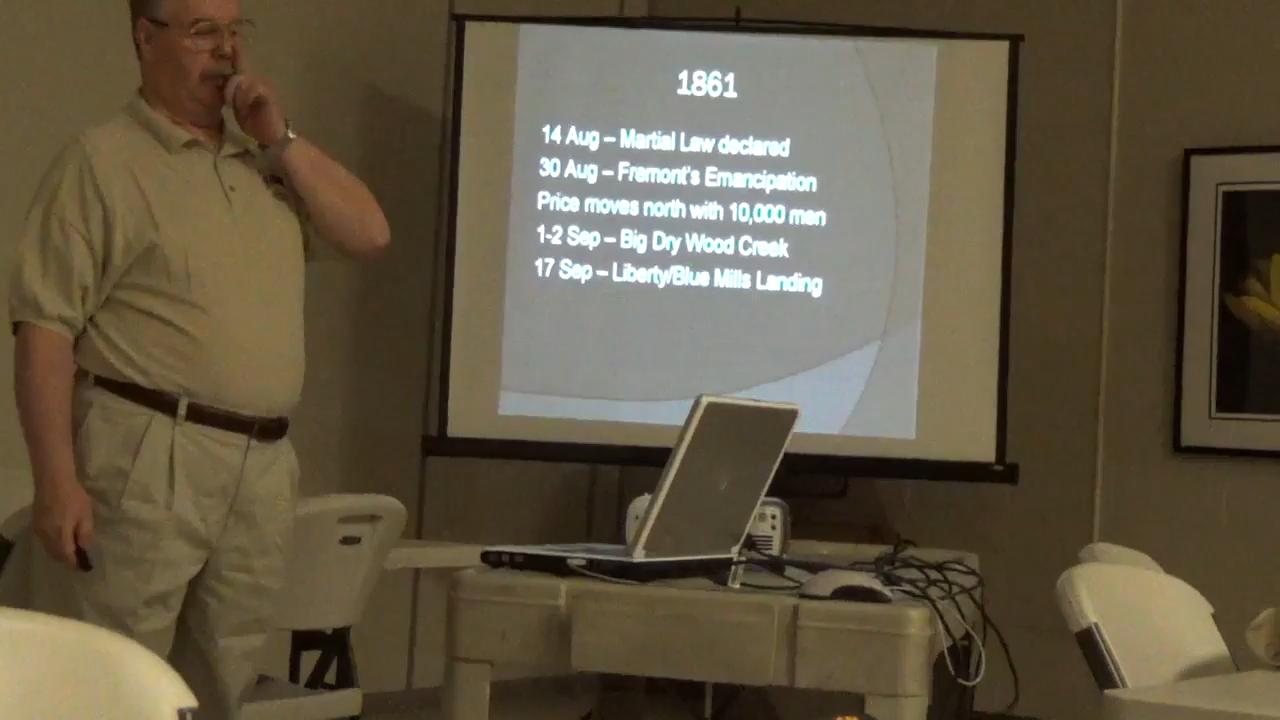 1861
14 Aug – Martial Law declared
30 Aug – Fremont's Emancipation
Price moves north with 10,000 men
1-2 Sep – Big Dry Wood Creek
17 Sep – Liberty/Blue Mills Landing